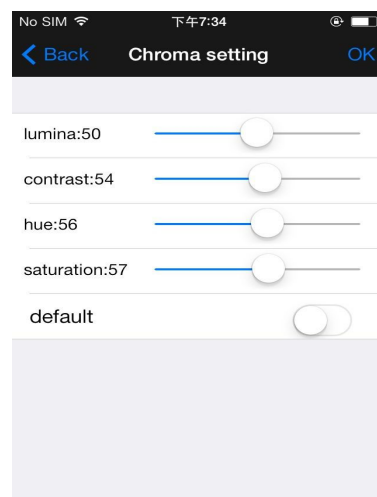 No SIM 下午7:34
Back Chroma setting OK
lumina:50
contrast:54
hue:56
saturation:57
default